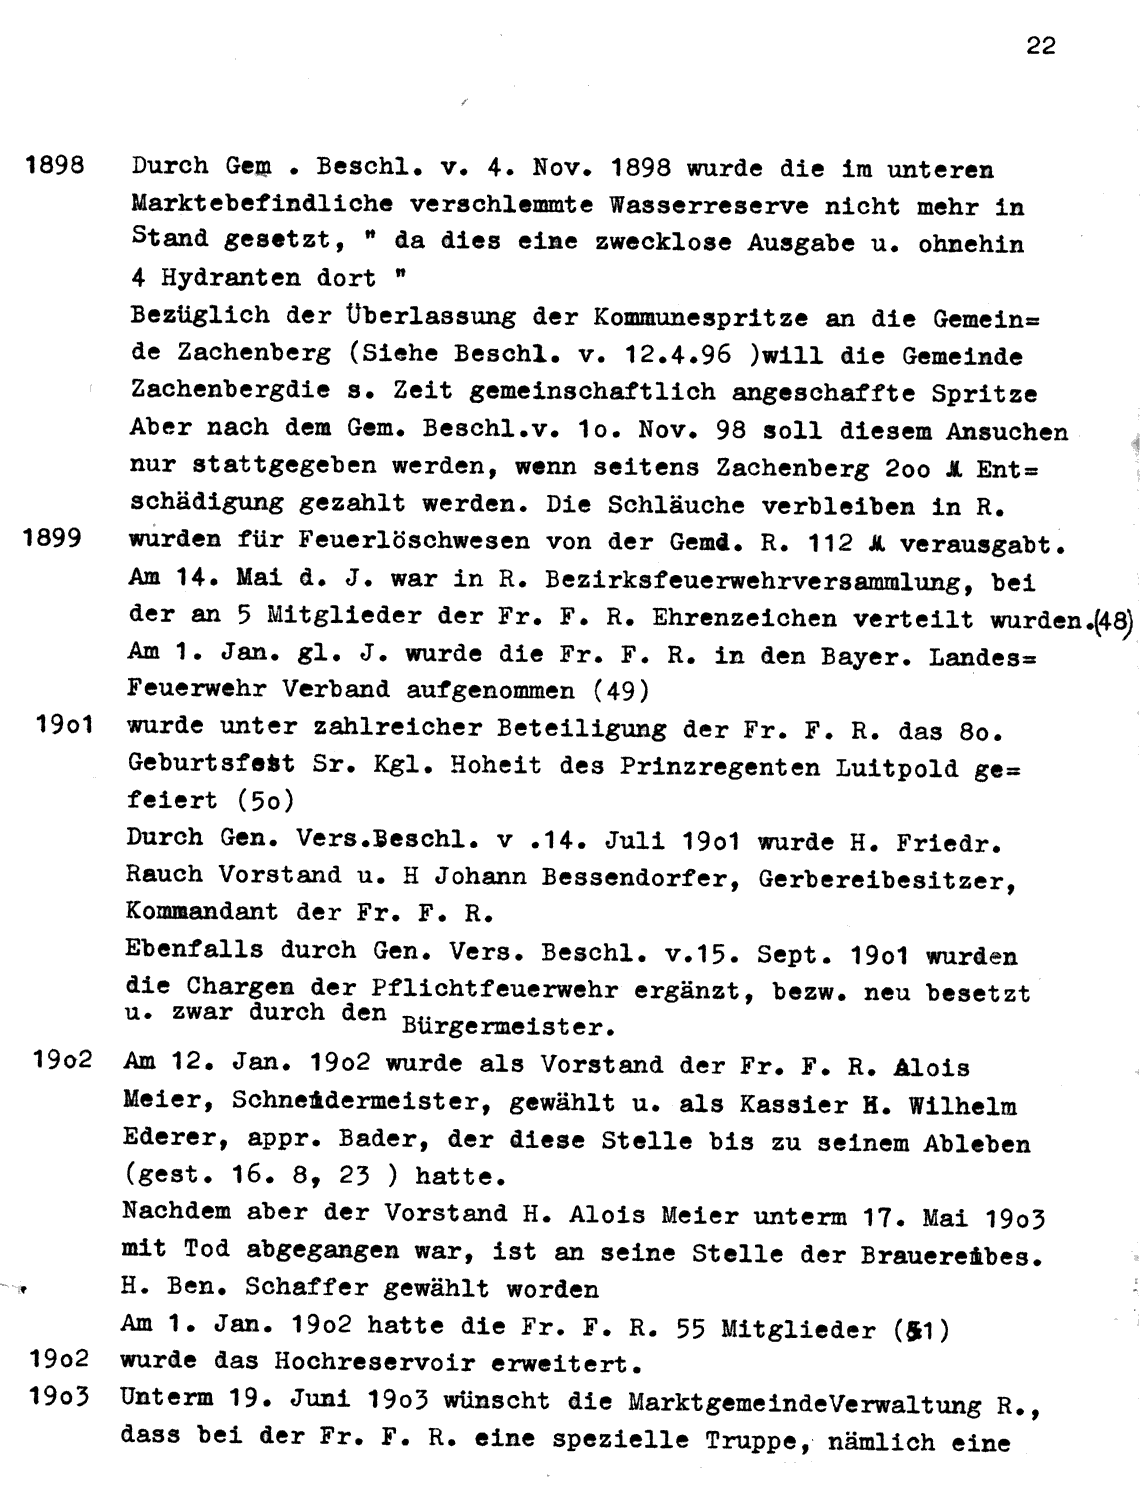 22
1898 Durch Gem . Beschl. v. 4. Nov. 1898 wurde die im unteren
Marktebefindliche verschlemmte Wasserreserve nicht mehr in
Stand gesetzt, " da dies eine zwecklose Ausgabe u. ohnehin
4 Hydranten dort "
Bezüglich der Überlassung der Kommunespritze an die Gemein=
de Zachenberg (Siehe Beschl. v. 12.4.96 )will die Gemeinde
Zachenbergdie s. Zeit gemeinschaftlich angeschaffte Spritze
Aber nach dem Gem. Beschl.v. 1o. Nov. 98 soll diesem Ansuchen
nur stattgegeben werden, wenn seitens Zachenberg 2oo M Ent=
schädigung gezahlt werden. Die Schläuche verbleiben in R.
1899 wurden für Feuerlöschwesen von der Gemd. R. 112 M verausgabt.
Am 14. Mai d. J. war in R. Bezirksfeuerwehrversammlung, bei
der an 5 Mitglieder der Fr. F. R. Ehrenzeichen verteilt wurden.(48)
Am 1. Jan. gl. J. wurde die Fr. F. R. in den Bayer. Landes=
Feuerwehr Verband aufgenommen (49)
19o1 wurde unter zahlreicher Beteiligung der Fr. F. R. das 8o.
Geburtsfest Sr. Kgl. Hoheit des Prinzregenten Luitpold ge=
feiert (5o)
Durch Gen. Vers.Beschl. v .14. Juli 19o1 wurde H. Friedr.
Rauch Vorstand u. H Johann Bessendorfer, Gerbereibesitzer,
Kommandant der Fr. F. R.
Ebenfalls durch Gen. Vers. Beschl. v.15. Sept. 19o1 wurden
die Chargen der Pflichtfeuerwehr ergänzt, bezw. neu besetzt
u. zwar durch den Bürgermeister.
19o2 Am 12. Jan. 19o2 wurde als Vorstand der Fr. F. R. Alois
Meier, Schneidermeister, gewählt u. als Kassier H. Wilhelm
Ederer, appr. Bader, der diese Stelle bis zu seinem Ableben
(gest. 16. 8, 23 ) hatte.
Nachdem aber der Vorstand H. Alois Meier unterm 17. Mai 19o3
mit Tod abgegangen war, ist an seine Stelle der Brauereibes.
H. Ben. Schaffer gewählt worden
Am 1. Jan. 19o2 hatte die Fr. F. R. 55 Mitglieder (51)
19o2 wurde das Hochreservoir erweitert.
19o3 Unterm 19. Juni 19o3 wünscht die MarktgemeindeVerwaltung R.,
dass bei der Fr. F. R. eine spezielle Truppe, nämlich eine